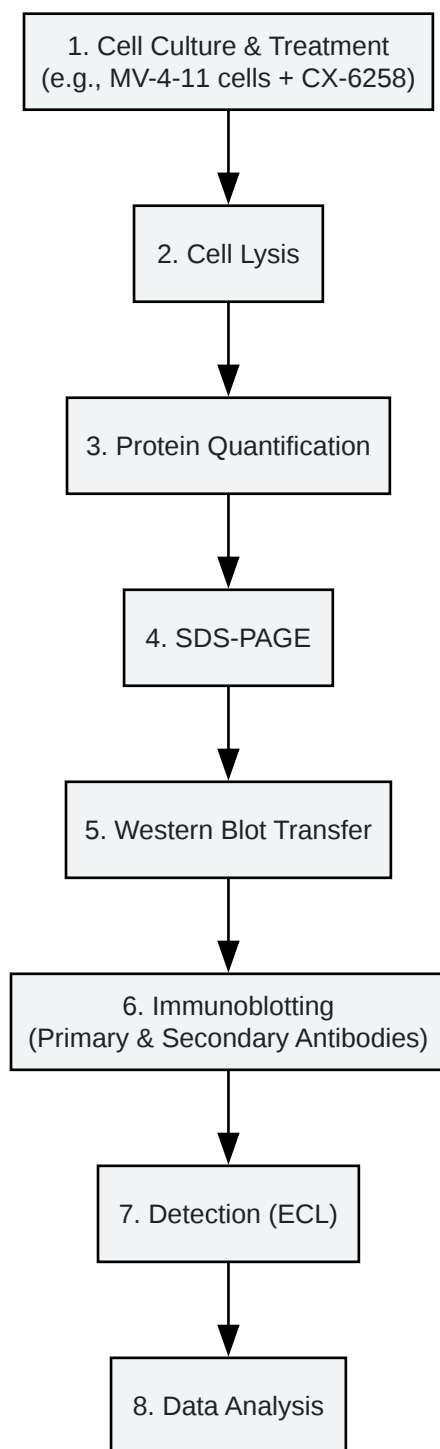 1. Cell Culture & Treatment
(e.g., MV-4-11 cells + CX-6258)
2. Cell Lysis
3. Protein Quantification
4. SDS-PAGE
5. Western Blot Transfer
6. Immunoblotting
(Primary & Secondary Antibodies)
7. Detection (ECL)
8. Data Analysis